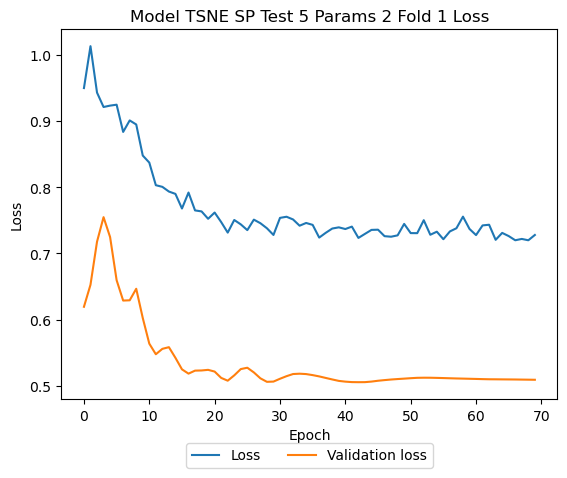 Model TSNE SP Test 5 Params 2 Fold 1 Loss
1.0
0.9
0.8
0.7
0.6
0.5
Loss
0 10 20 30 40 50 60 70
Epoch
Loss Validation loss